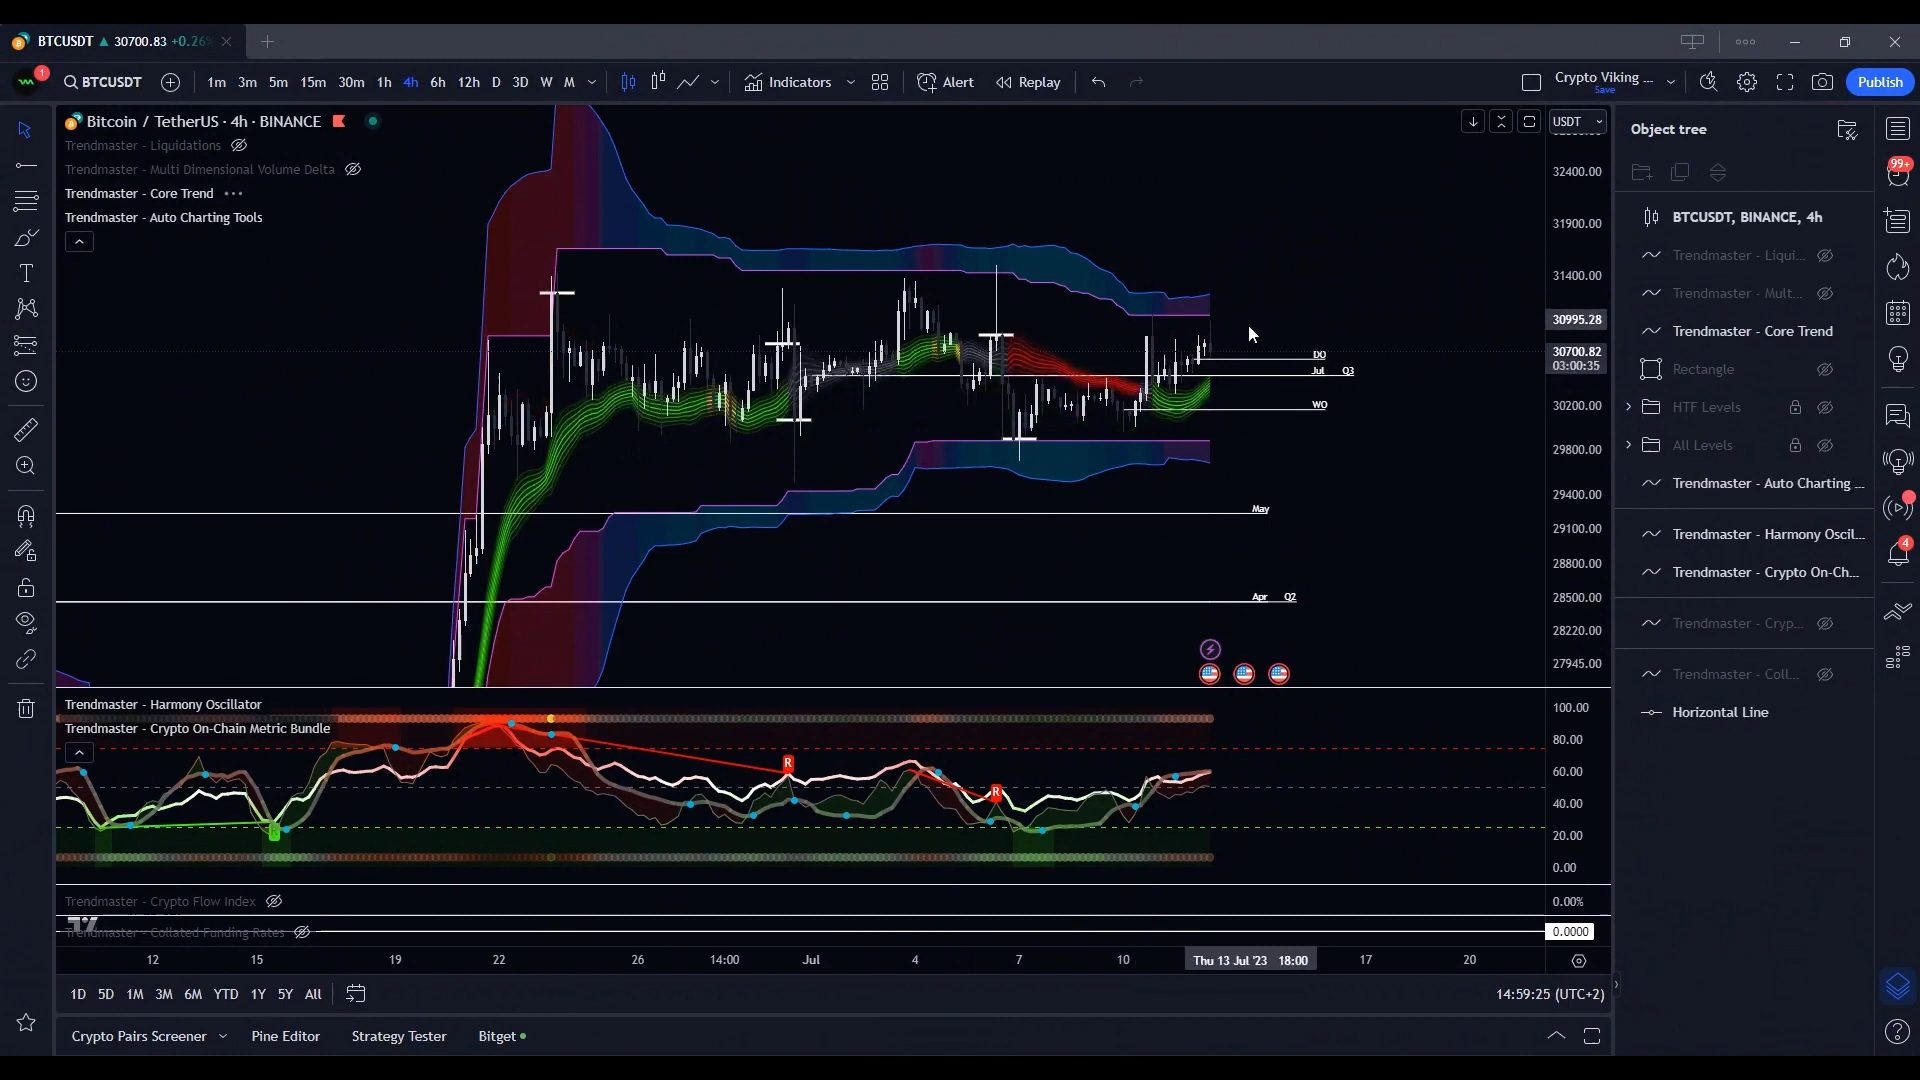 BTCUSDT ▲ 30700.83 +0.26%
1
BTCUSDT
1m 3m 5m 15m 30m 1h 4h 6h 12h D 3D W M
Indicators
Alert
Replay
Crypto Viking ...
Save
Publish
Bitcoin / TetherUS · 4h · BINANCE
Trendmaster - Liquidations
Trendmaster - Multi Dimensional Volume Delta
Trendmaster - Core Trend
Trendmaster - Auto Charting Tools
USDT
32400.00
31900.00
31400.00
30995.28
30700.82
03:00:35
30200.00
29800.00
29400.00
29100.00
28800.00
28500.00
28220.00
27945.00
DO
Jul Q3
WO
May
Apr Q2
Trendmaster - Harmony Oscillator
Trendmaster - Crypto On-Chain Metric Bundle
R
R
100.00
80.00
60.00
40.00
20.00
0.00
Trendmaster - Crypto Flow Index
0.00%
Trendmaster - Collated Funding Rates
0.0000
12 15 19 22 26 14:00 Jul 4 7 10 Thu 13 Jul '23 18:00 17 20
1D 5D 1M 3M 6M YTD 1Y 5Y All
14:59:25 (UTC+2)
Crypto Pairs Screener
Pine Editor
Strategy Tester
Bitget
Object tree
BTCUSDT, BINANCE, 4h
Trendmaster - Liqui...
Trendmaster - Mult...
Trendmaster - Core Trend
Rectangle
HTF Levels
All Levels
Trendmaster - Auto Charting ...
Trendmaster - Harmony Oscil...
Trendmaster - Crypto On-Ch...
Trendmaster - Cryp...
Trendmaster - Coll...
Horizontal Line
99+
4